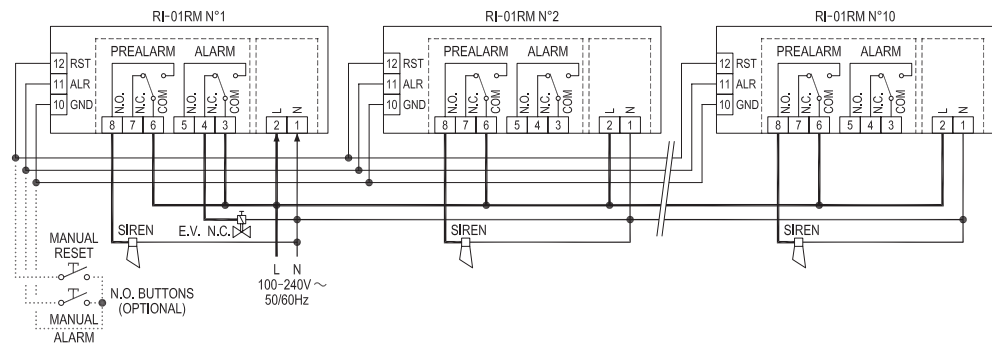 RI-01RM N°1
12 RST
11 ALR
10 GND
PREALARM ALARM
N.O. N.C. COM N.O. N.C. COM L N
8 7 6 5 4 3 2 1
RI-01RM N°2
12 RST
11 ALR
10 GND
PREALARM ALARM
N.O. N.C. COM N.O. N.C. COM L N
8 7 6 5 4 3 2 1
RI-01RM N°10
12 RST
11 ALR
10 GND
PREALARM ALARM
N.O. N.C. COM N.O. N.C. COM L N
8 7 6 5 4 3 2 1
SIREN
E.V. N.C.
SIREN
SIREN
L N
100-240V ~
50/60Hz
MANUAL
RESET
N.O. BUTTONS
(OPTIONAL)
MANUAL
ALARM